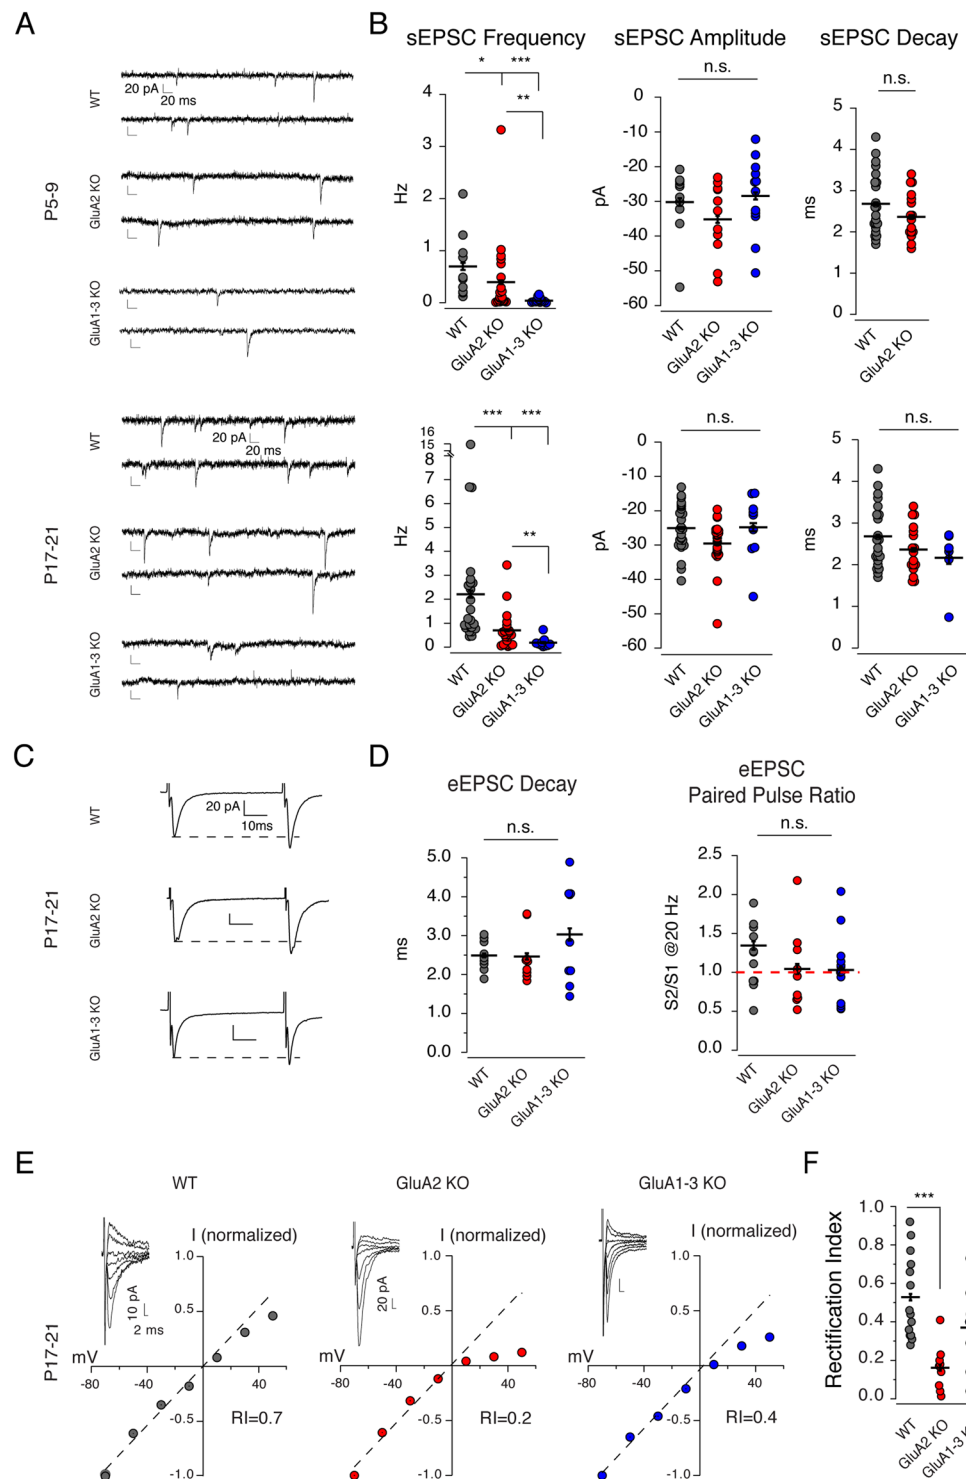 A
B
sEPSC Frequency
sEPSC Amplitude
sEPSC Decay
P5-9
WT
20 pA
20 ms
GluA2 KO
GluA1-3 KO
* ***
**
Hz
4
3
2
1
0
WT
GluA2 KO
GluA1-3 KO
n.s.
pA
0
-10
-20
-30
-40
-50
-60
WT
GluA2 KO
GluA1-3 KO
n.s.
ms
5
4
3
2
1
0
WT
GluA2 KO
P17-21
WT
20 pA
20 ms
GluA2 KO
GluA1-3 KO
*** ***
**
Hz
16
15
8
7
6
5
4
3
2
1
0
WT
GluA2 KO
GluA1-3 KO
n.s.
pA
0
-10
-20
-30
-40
-50
-60
WT
GluA2 KO
GluA1-3 KO
n.s.
ms
5
4
3
2
1
0
WT
GluA2 KO
GluA1-3 KO
C
P17-21
WT
20 pA
10ms
GluA2 KO
GluA1-3 KO
D
eEPSC Decay
n.s.
ms
5.0
4.0
3.0
2.0
1.0
0.0
WT
GluA2 KO
GluA1-3 KO
eEPSC
Paired Pulse Ratio
n.s.
S2/S1 @20 Hz
2.5
2.0
1.5
1.0
0.5
0.0
WT
GluA2 KO
GluA1-3 KO
E
P17-21
WT
I (normalized)
10 pA
2 ms
1.0
0.5
mV
-80
-40
40
-0.5
RI=0.7
-1.0
GluA2 KO
I (normalized)
20 pA
1.0
0.5
mV
-80
-40
40
-0.5
RI=0.2
-1.0
GluA1-3 KO
I (normalized)
1.0
0.5
mV
-80
-40
40
-0.5
RI=0.4
-1.0
F
***
Rectification Index
1.0
0.8
0.6
0.4
0.2
0.0
WT
GluA2 KO
GluA1-3 K